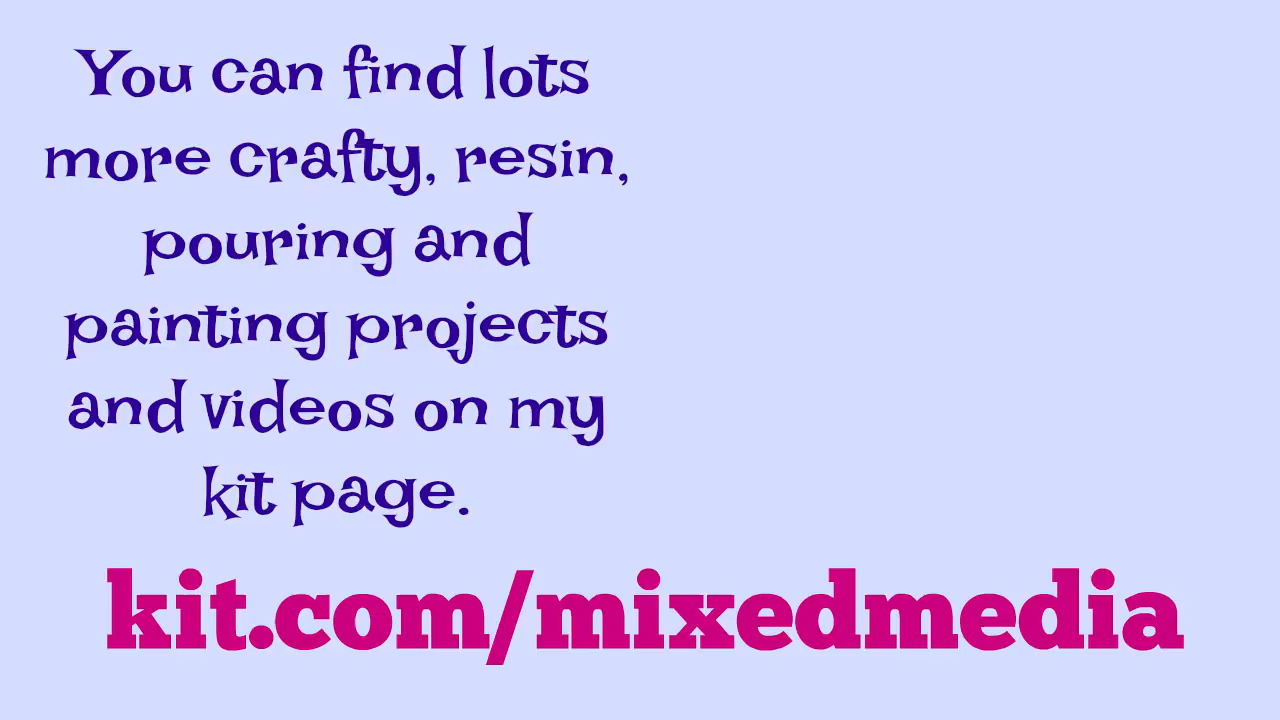 You can find lots
more crafty, resin,
pouring and
painting projects
and videos on my
kit page.
kit.com/mixedmedia